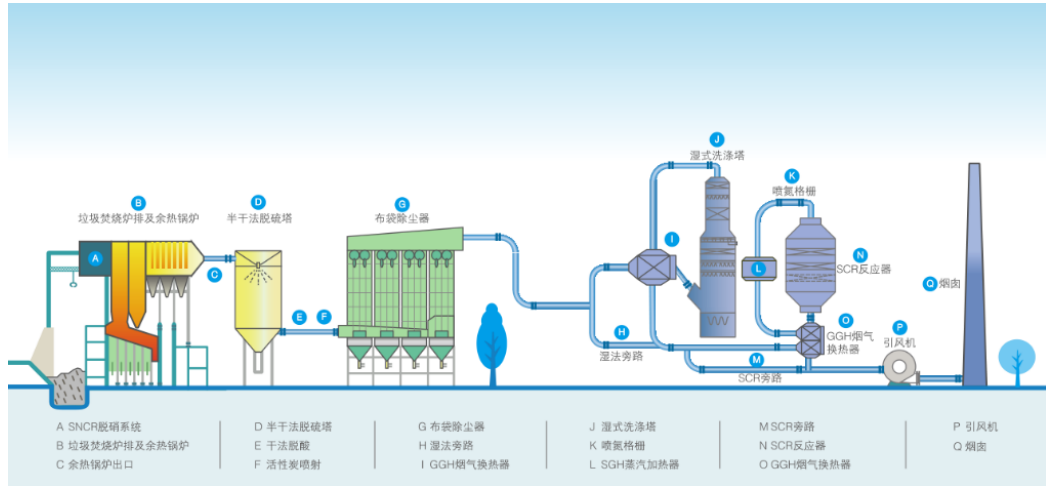 J
湿式洗涤塔
K
喷氮格栅
B
垃圾焚烧炉排及余热锅炉
D
半干法脱硫塔
G
布袋除尘器
I
A
C
L
N
SCR反应器
Q 烟囱
E
F
H
湿法旁路
O
GGH烟气
换热器
P
引风机
M
SCR旁路
A SNCR脱硝系统
B 垃圾焚烧炉排及余热锅炉
C 余热锅炉出口
D 半干法脱硫塔
E 干法脱酸
F 活性炭喷射
G 布袋除尘器
H 湿法旁路
I GGH烟气换热器
J 湿式洗涤塔
K 喷氮格栅
L SGH蒸汽加热器
M SCR旁路
N SCR反应器
O GGH烟气换热器
P 引风机
Q 烟囱